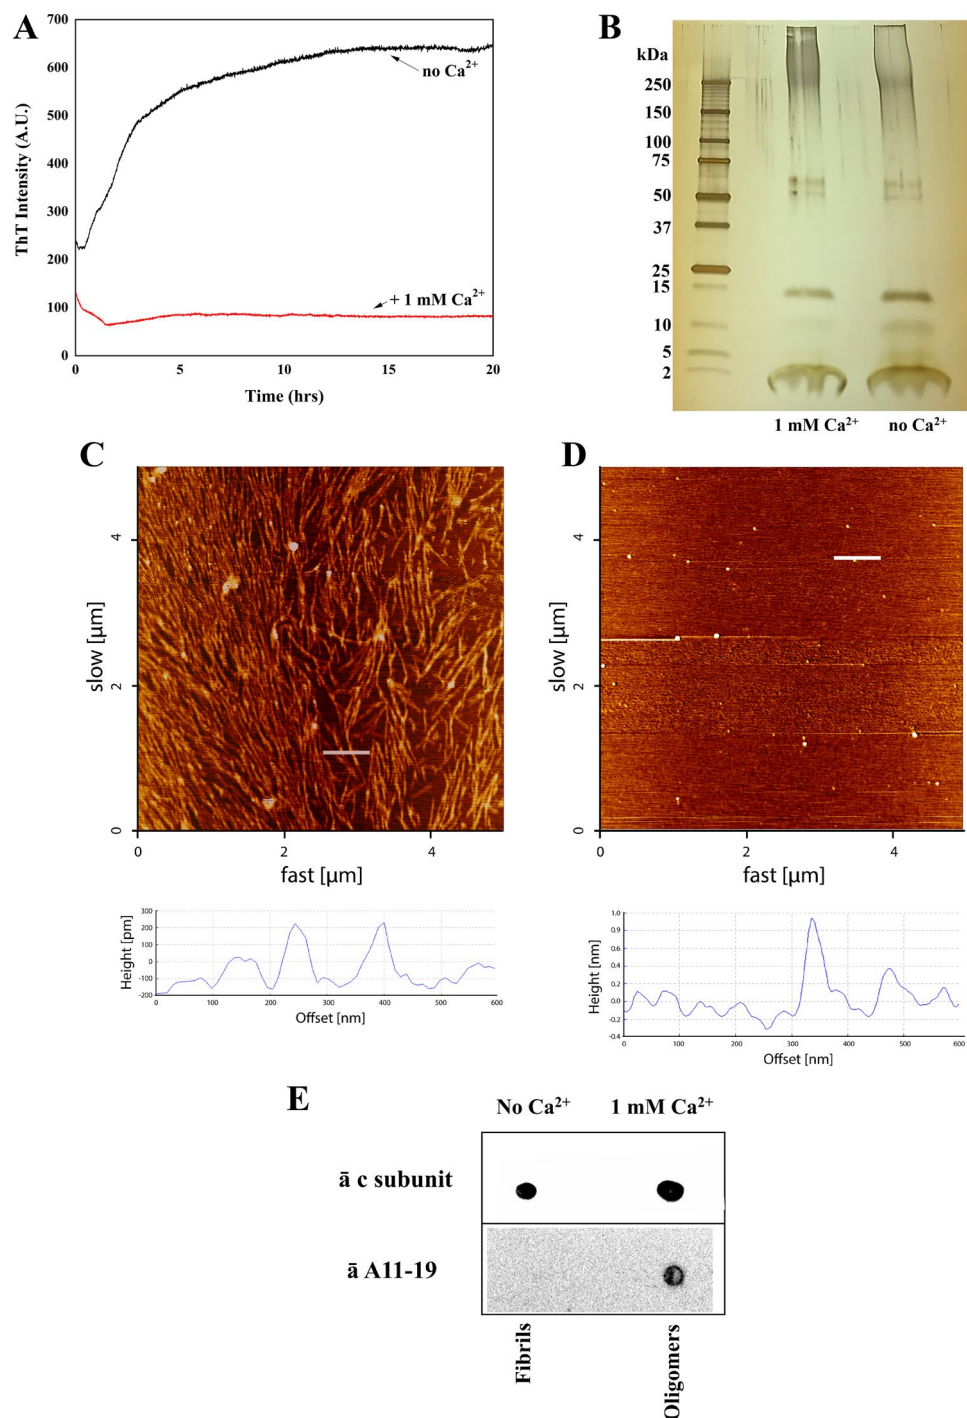 A
700
600
500
400
300
200
100
0
ThT Intensity (A.U.)
no Ca²⁺
+ 1 mM Ca²⁺
0 5 10 15 20
Time (hrs)
B
kDa
250
150
100
75
50
37
25
15
10
5
2
1 mM Ca²⁺ no Ca²⁺
C
slow [µm]
4
2
0
0 2 4
fast [µm]
Height [pm]
300
200
100
0
-100
-200
0 100 200 300 400 500 600
Offset [nm]
D
slow [µm]
4
2
0
0 2 4
fast [µm]
Height [nm]
1.0
0.9
0.6
0.4
0.2
0.0
-0.2
-0.4
0 100 200 300 400 500 600
Offset [nm]
E
No Ca²⁺ 1 mM Ca²⁺
ā c subunit
ā A11-19
Fibrils
Oligomers